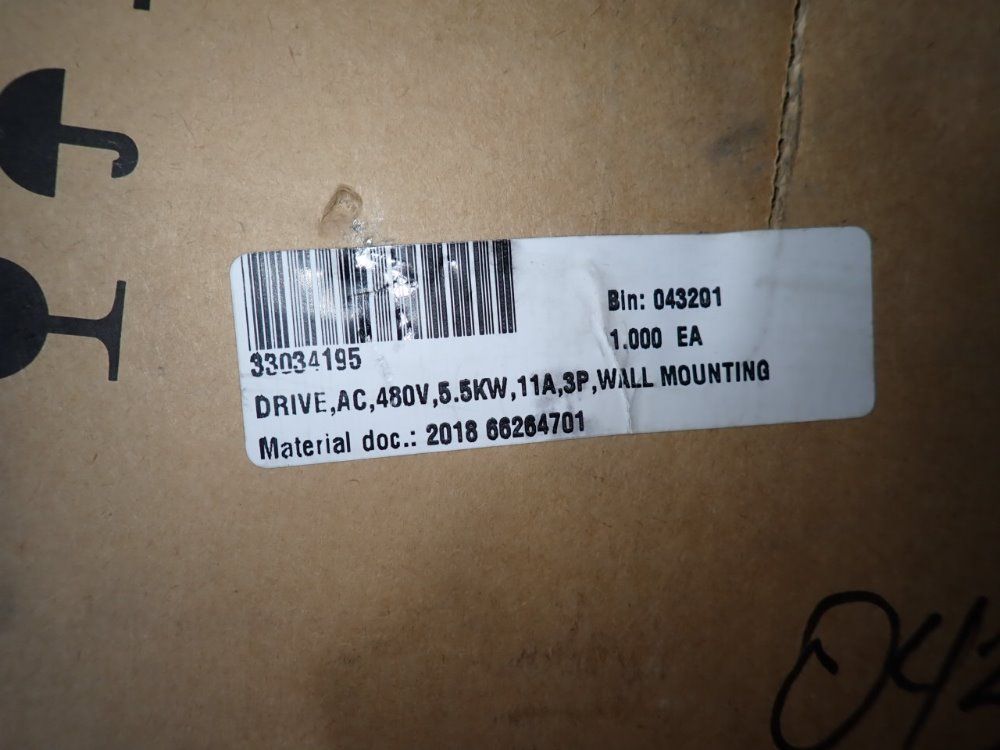 Bin: 043201
33034195
1.000 EA
DRIVE,AC,480V,5.5KW,11A,3P,WALL MOUNTING
Material doc.: 2018 66264701
042